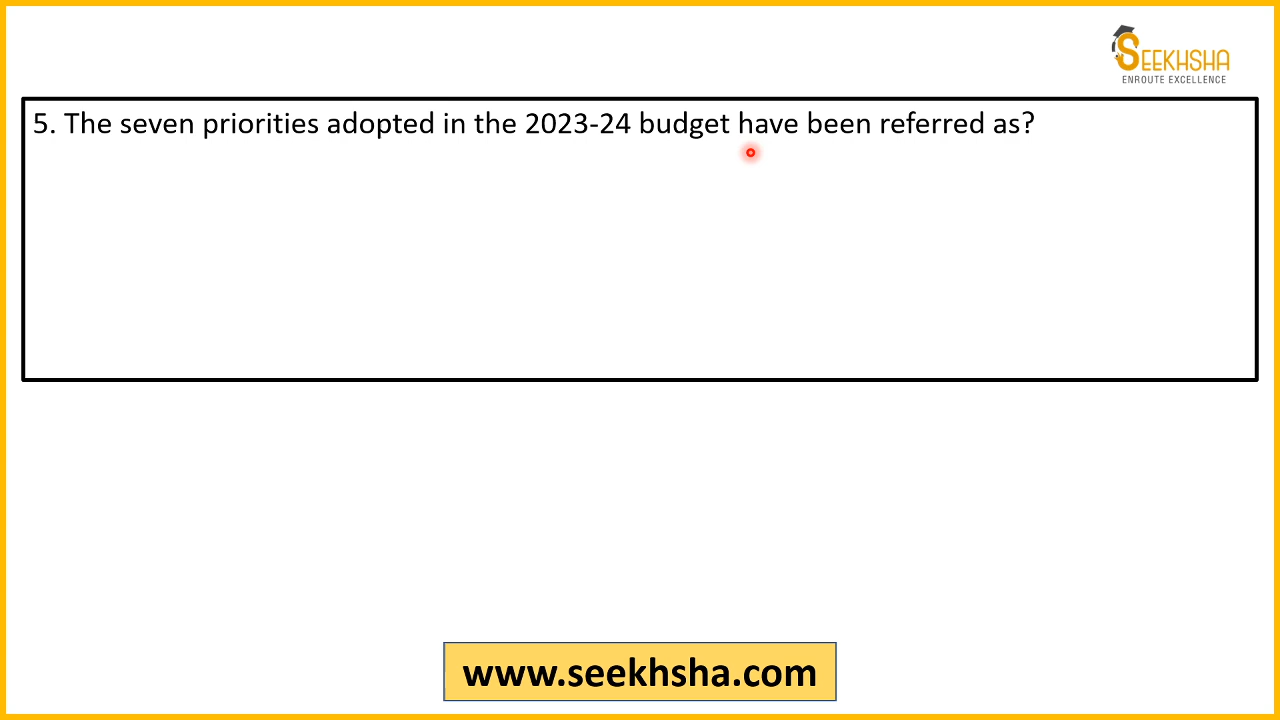 SEEKHSHA
ENROUTE EXCELLENCE
5. The seven priorities adopted in the 2023-24 budget have been referred as?
www.seekhsha.com